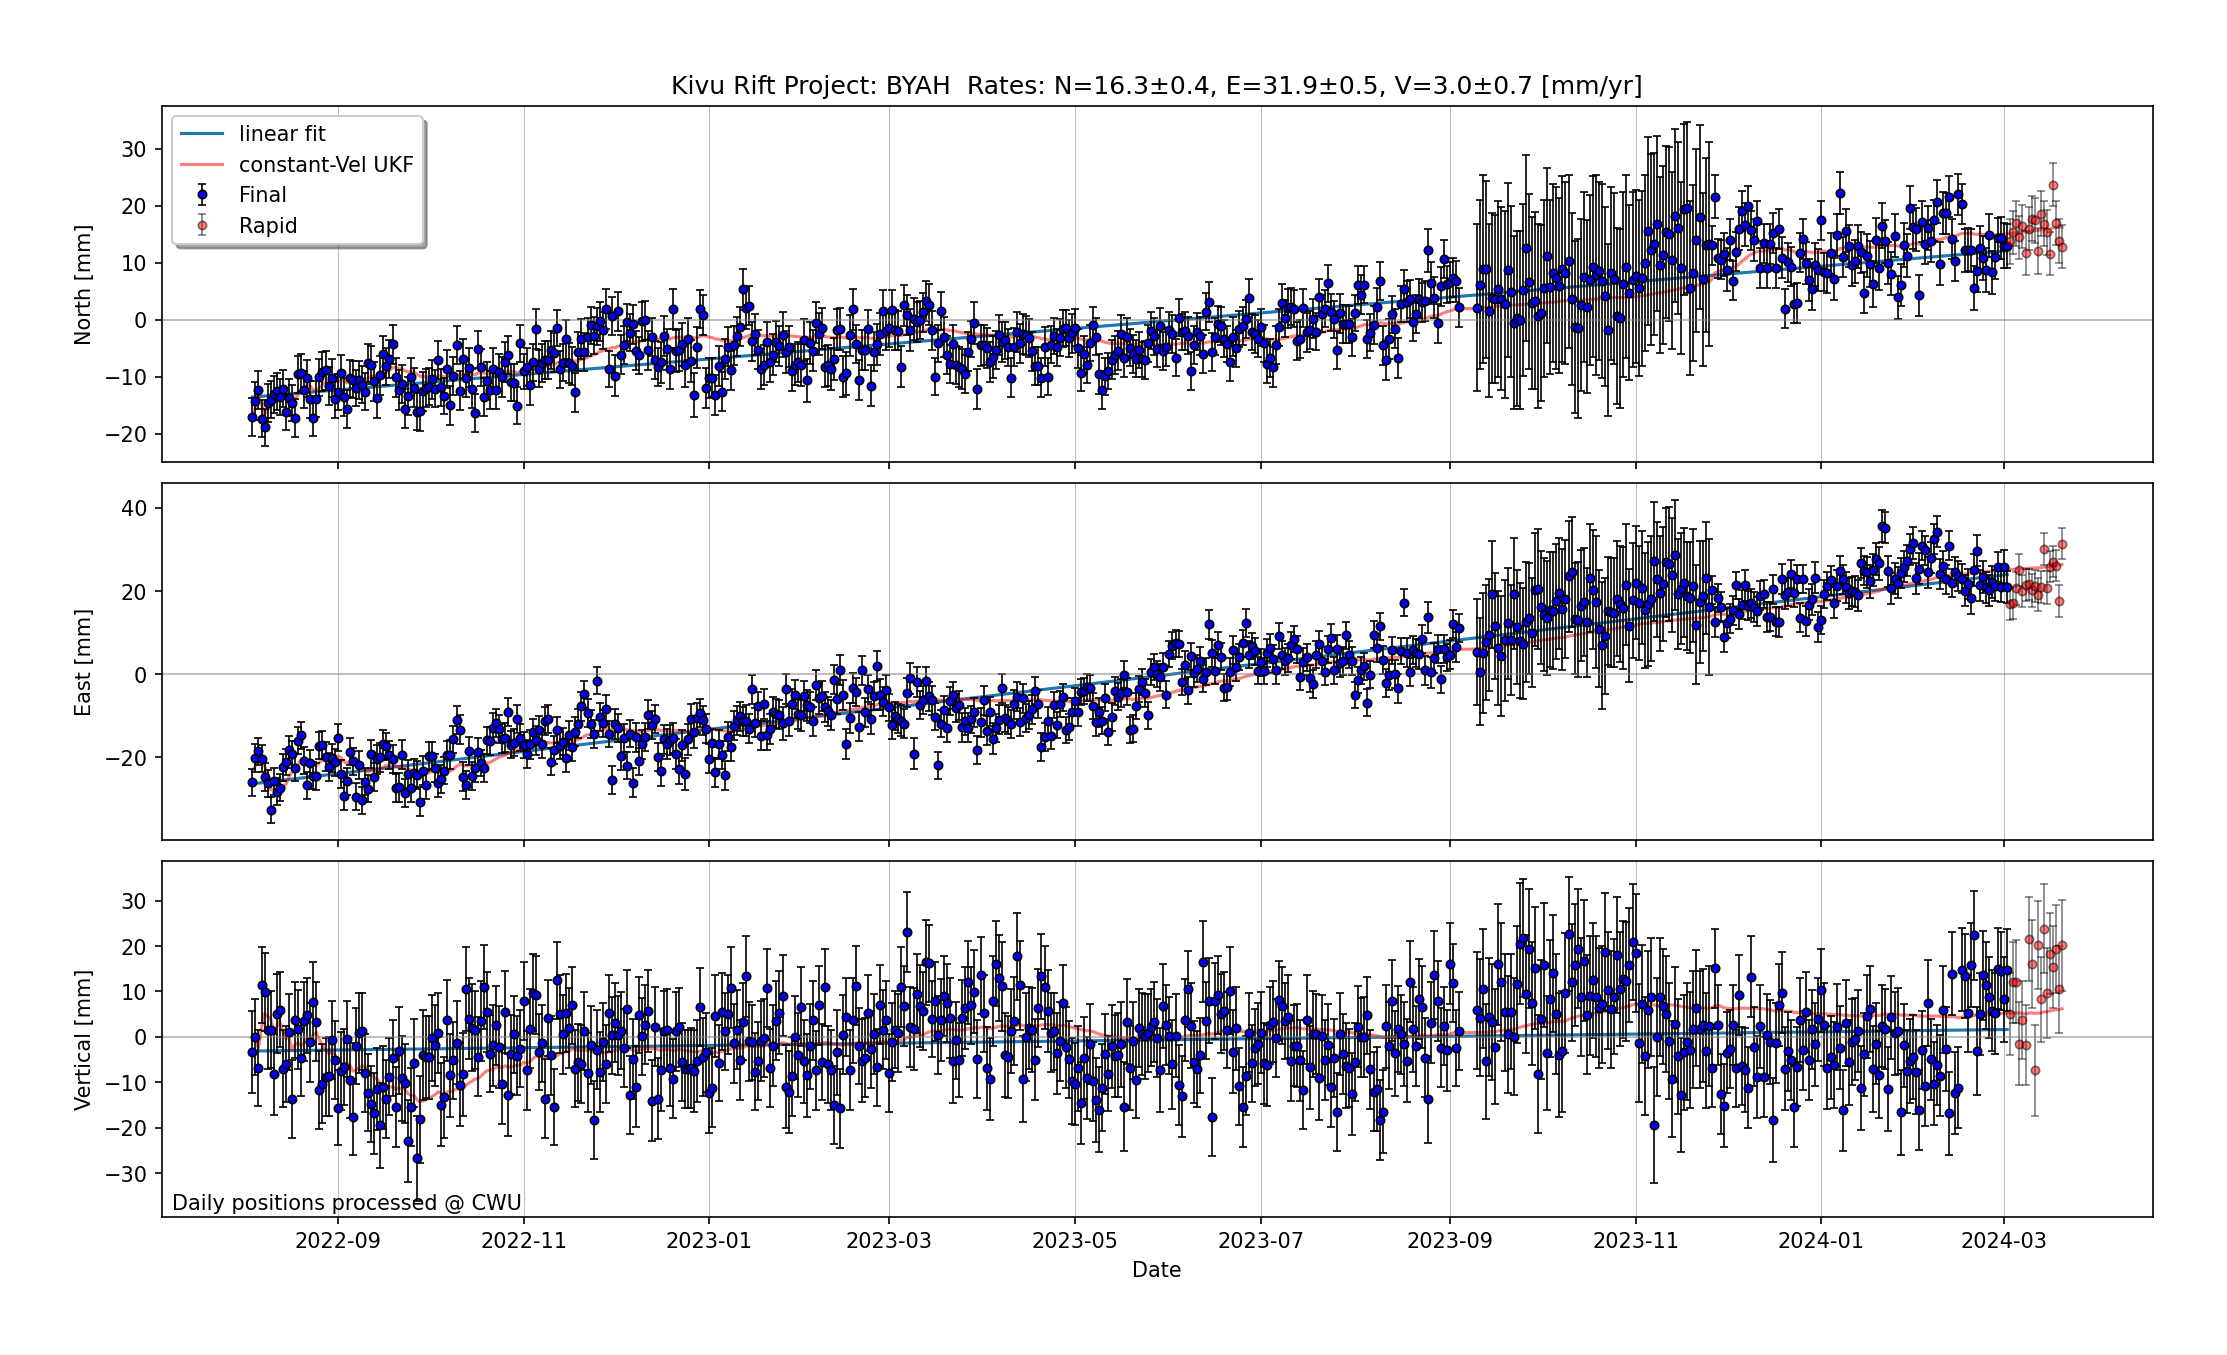 Kivu Rift Project: BYAH  Rates: N=16.3±0.4, E=31.9±0.5, V=3.0±0.7 [mm/yr]
linear fit
constant-Vel UKF
Final
Rapid
North [mm]
30
20
10
0
−10
−20
East [mm]
40
20
0
−20
Vertical [mm]
30
20
10
0
−10
−20
−30
Daily positions processed @ CWU
2022-09 2022-11 2023-01 2023-03 2023-05 2023-07 2023-09 2023-11 2024-01 2024-03
Date